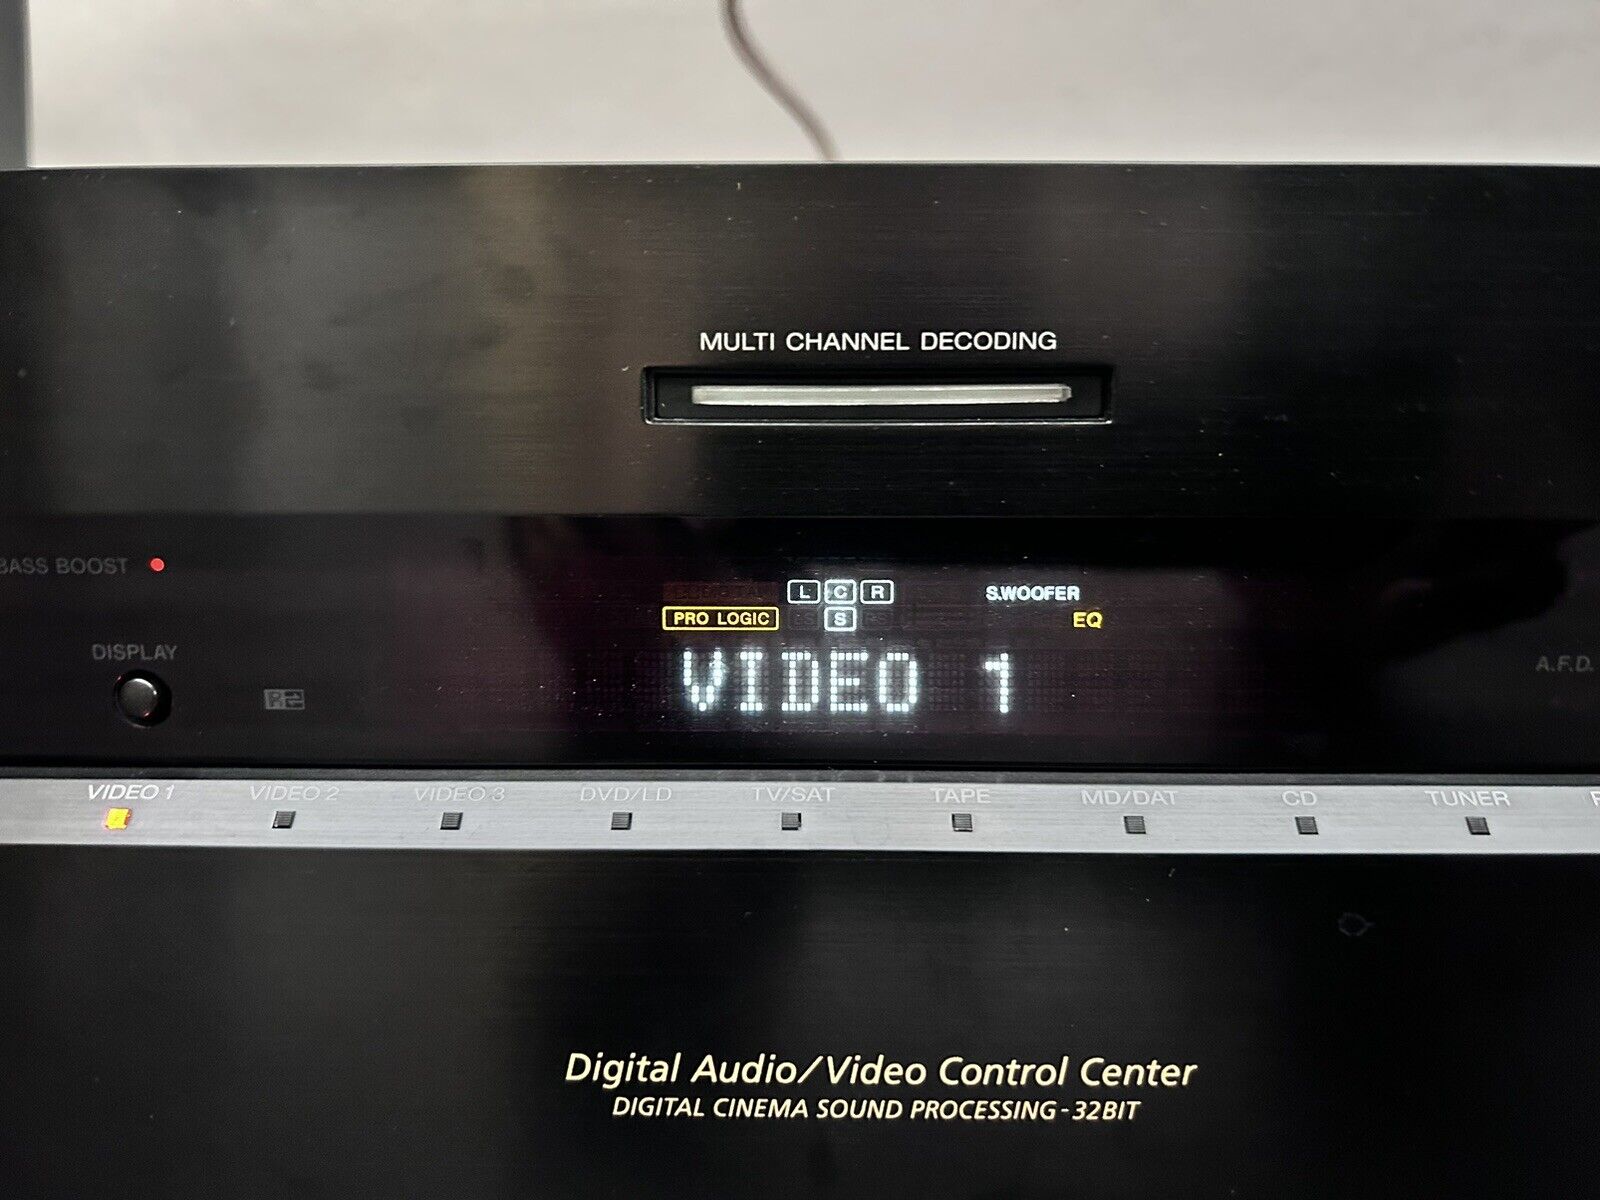 MULTI CHANNEL DECODING
BASS BOOST
L C R
S.WOOFER
PRO LOGIC
S
EQ
DISPLAY
VIDEO 1
A.F.D.
VIDEO 1
VIDEO 2
VIDEO 3
DVD/LD
TV/SAT
TAPE
MD/DAT
CD
TUNER
Digital Audio/Video Control Center
DIGITAL CINEMA SOUND PROCESSING-32BIT